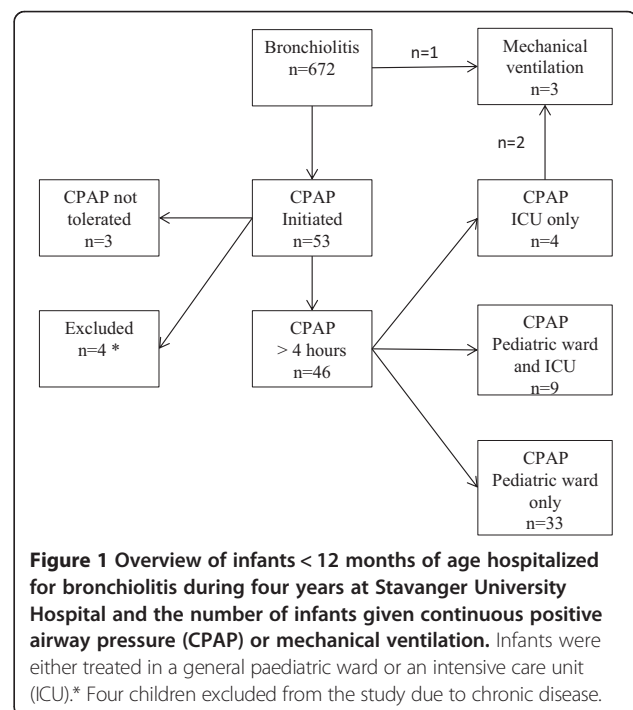 Bronchiolitis
n=672
n=1
Mechanical
ventilation
n=3
n=2
CPAP not
tolerated
n=3
CPAP
Initiated
n=53
CPAP
ICU only
n=4
Excluded
n=4 *
CPAP
> 4 hours
n=46
CPAP
Pediatric ward
and ICU
n=9
CPAP
Pediatric ward
only
n=33
Figure 1 Overview of infants < 12 months of age hospitalized
for bronchiolitis during four years at Stavanger University
Hospital and the number of infants given continuous positive
airway pressure (CPAP) or mechanical ventilation. Infants were
either treated in a general paediatric ward or an intensive care unit
(ICU).* Four children excluded from the study due to chronic disease.